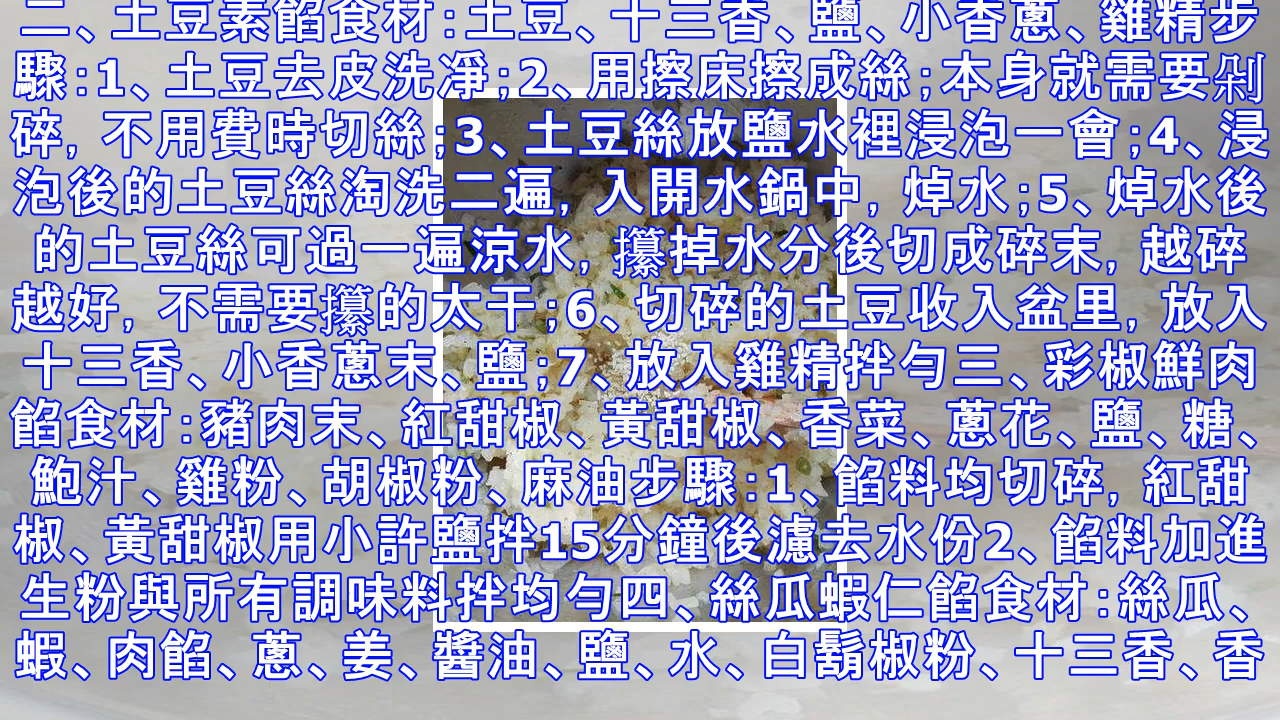 二、土豆素餡食材:土豆、十三香、鹽、小香蔥、雞精步
驟:1、土豆去皮洗凈;2、用擦床擦成絲;本身就需要剁
碎, 不用費時切絲;3、土豆絲放鹽水裡浸泡一會;4、浸
泡後的土豆絲淘洗二遍, 入開水鍋中, 焯水;5、焯水後
的土豆絲可過一遍涼水, 攥掉水分後切成碎末, 越碎
越好, 不需要攥的太干;6、切碎的土豆收入盆里, 放入
十三香、小香蔥末、鹽;7、放入雞精拌勻三、彩椒鮮肉
餡食材:豬肉末、紅甜椒、黃甜椒、香菜、蔥花、鹽、糖、
鮑汁、雞粉、胡椒粉、麻油步驟:1、餡料均切碎, 紅甜
椒、黃甜椒用小許鹽拌15分鐘後濾去水份2、餡料加進
生粉與所有調味料拌均勻四、絲瓜蝦仁餡食材:絲瓜、
蝦、肉餡、蔥、姜、醬油、鹽、水、白鬍椒粉、十三香、香